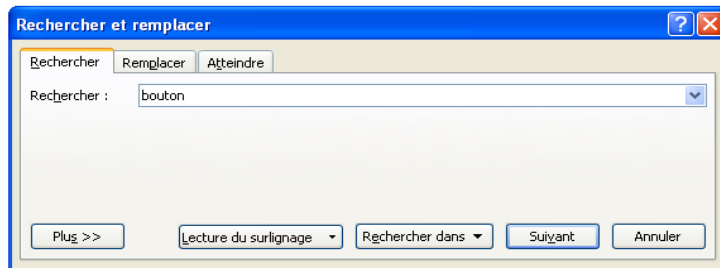 Rechercher et remplacer
Rechercher Remplacer Atteindre
Rechercher : bouton
Plus >> Lecture du surlignage Rechercher dans Suivant Annuler